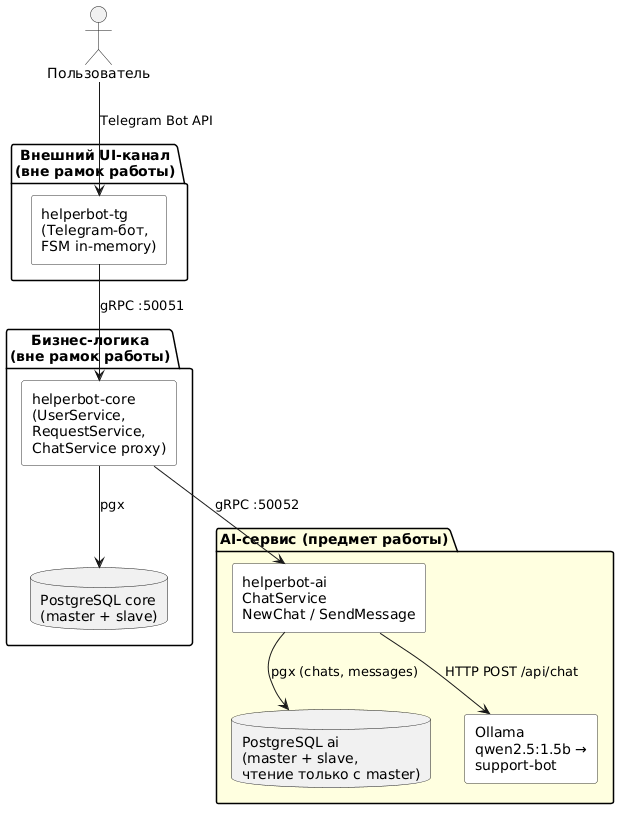 Пользователь
Telegram Bot API
Внешний UI-канал
(вне рамок работы)
helperbot-tg
(Telegram-бот,
FSM in-memory)
gRPC :50051
Бизнес-логика
(вне рамок работы)
helperbot-core
(UserService,
RequestService,
ChatService proxy)
pgx
gRPC :50052
PostgreSQL core
(master + slave)
AI-сервис (предмет работы)
helperbot-ai
ChatService
NewChat / SendMessage
pgx (chats, messages)
HTTP POST /api/chat
PostgreSQL ai
(master + slave,
чтение только с master)
Ollama
qwen2.5:1.5b →
support-bot